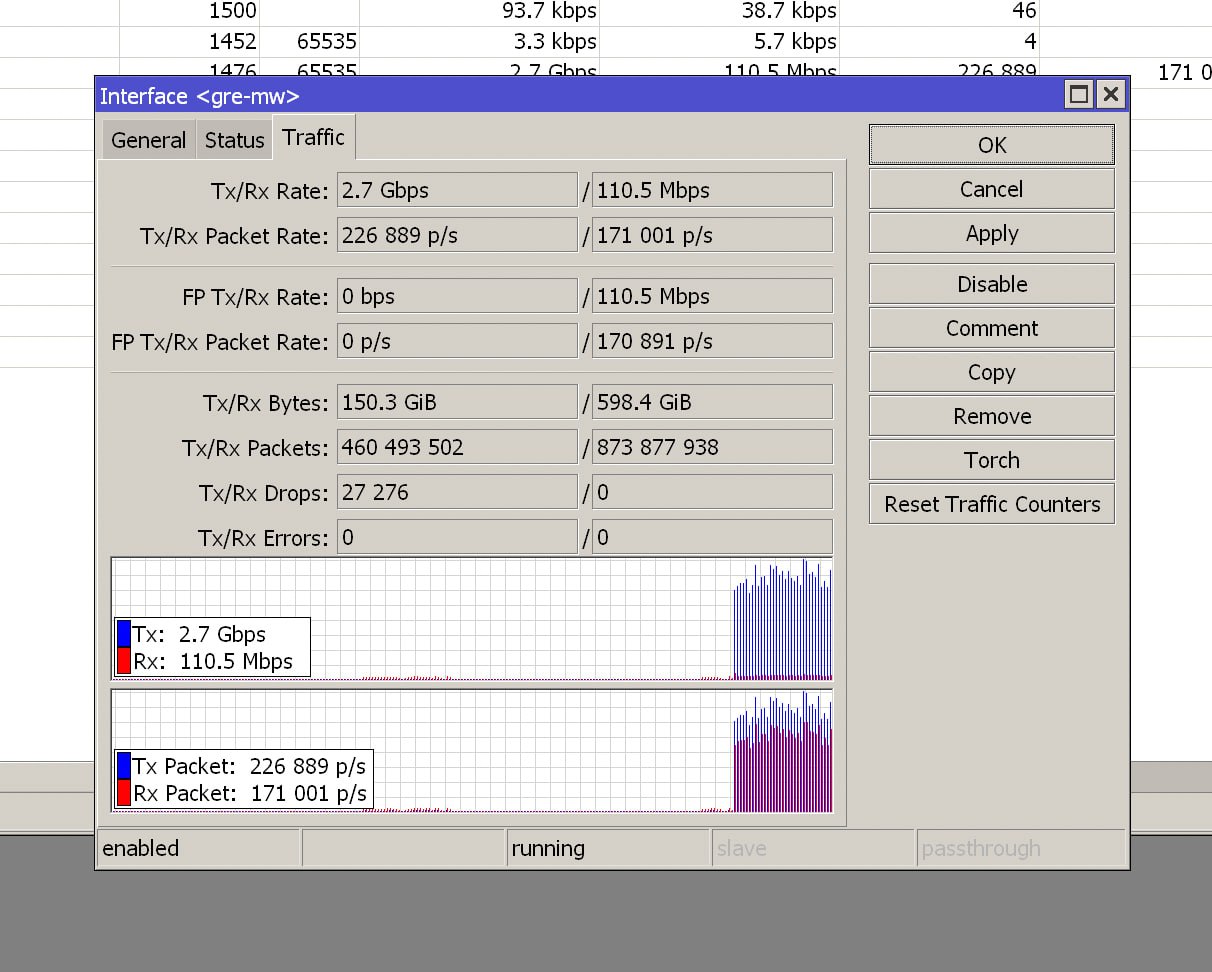 1500 93.7 kbps 38.7 kbps 46
1452 65535 3.3 kbps 5.7 kbps 4
1476 65535 2.7 Gbps 110.5 Mbps 226 889 171 0
Interface <gre-mw>
General Status Traffic
Tx/Rx Rate: 2.7 Gbps / 110.5 Mbps
Tx/Rx Packet Rate: 226 889 p/s / 171 001 p/s
FP Tx/Rx Rate: 0 bps / 110.5 Mbps
FP Tx/Rx Packet Rate: 0 p/s / 170 891 p/s
Tx/Rx Bytes: 150.3 GiB / 598.4 GiB
Tx/Rx Packets: 460 493 502 / 873 877 938
Tx/Rx Drops: 27 276 / 0
Tx/Rx Errors: 0 / 0
Tx: 2.7 Gbps
Rx: 110.5 Mbps
Tx Packet: 226 889 p/s
Rx Packet: 171 001 p/s
OK
Cancel
Apply
Disable
Comment
Copy
Remove
Torch
Reset Traffic Counters
enabled running slave passthrough